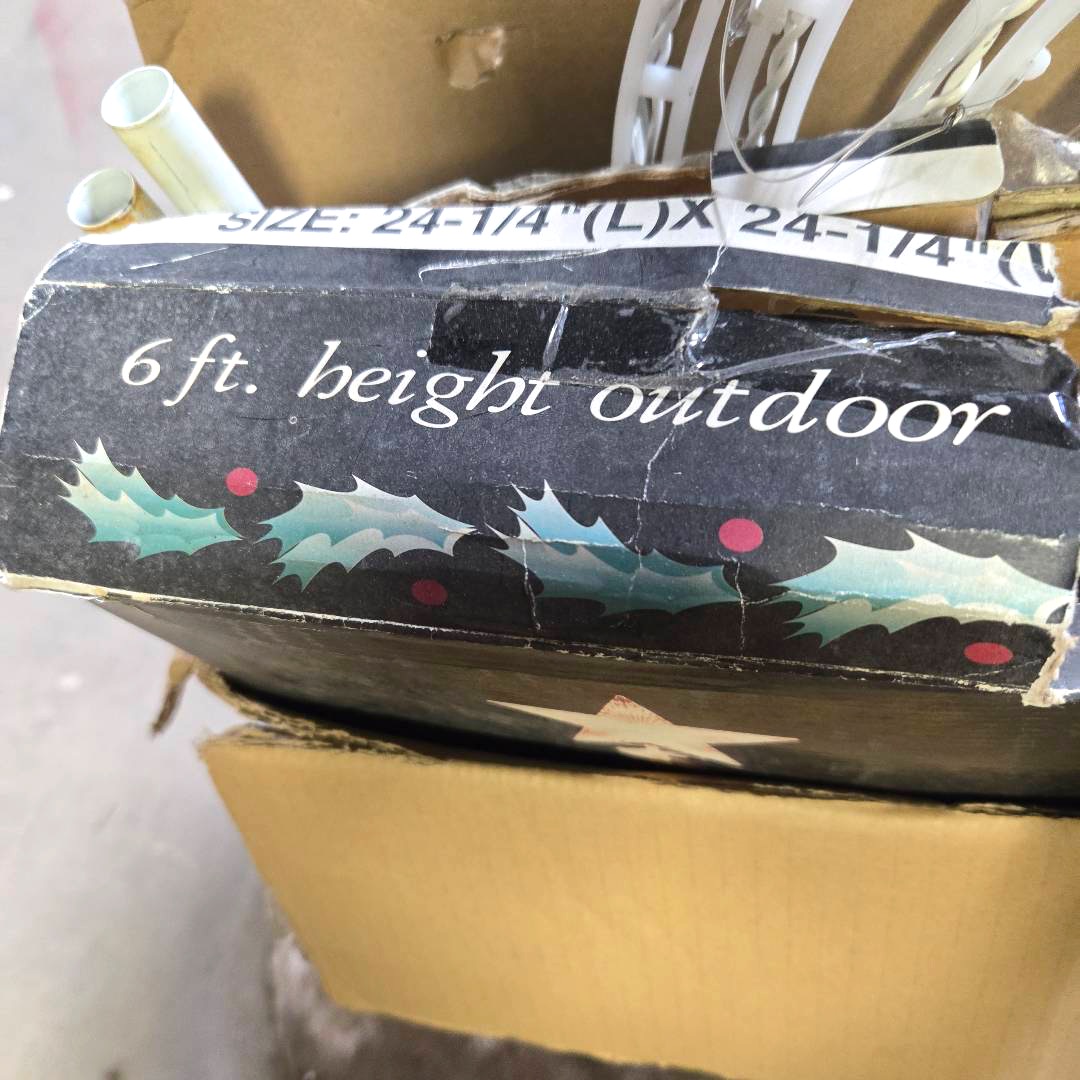 SIZE: 24-1/4"(L)X 24-1/4"(
6 ft. height outdoor